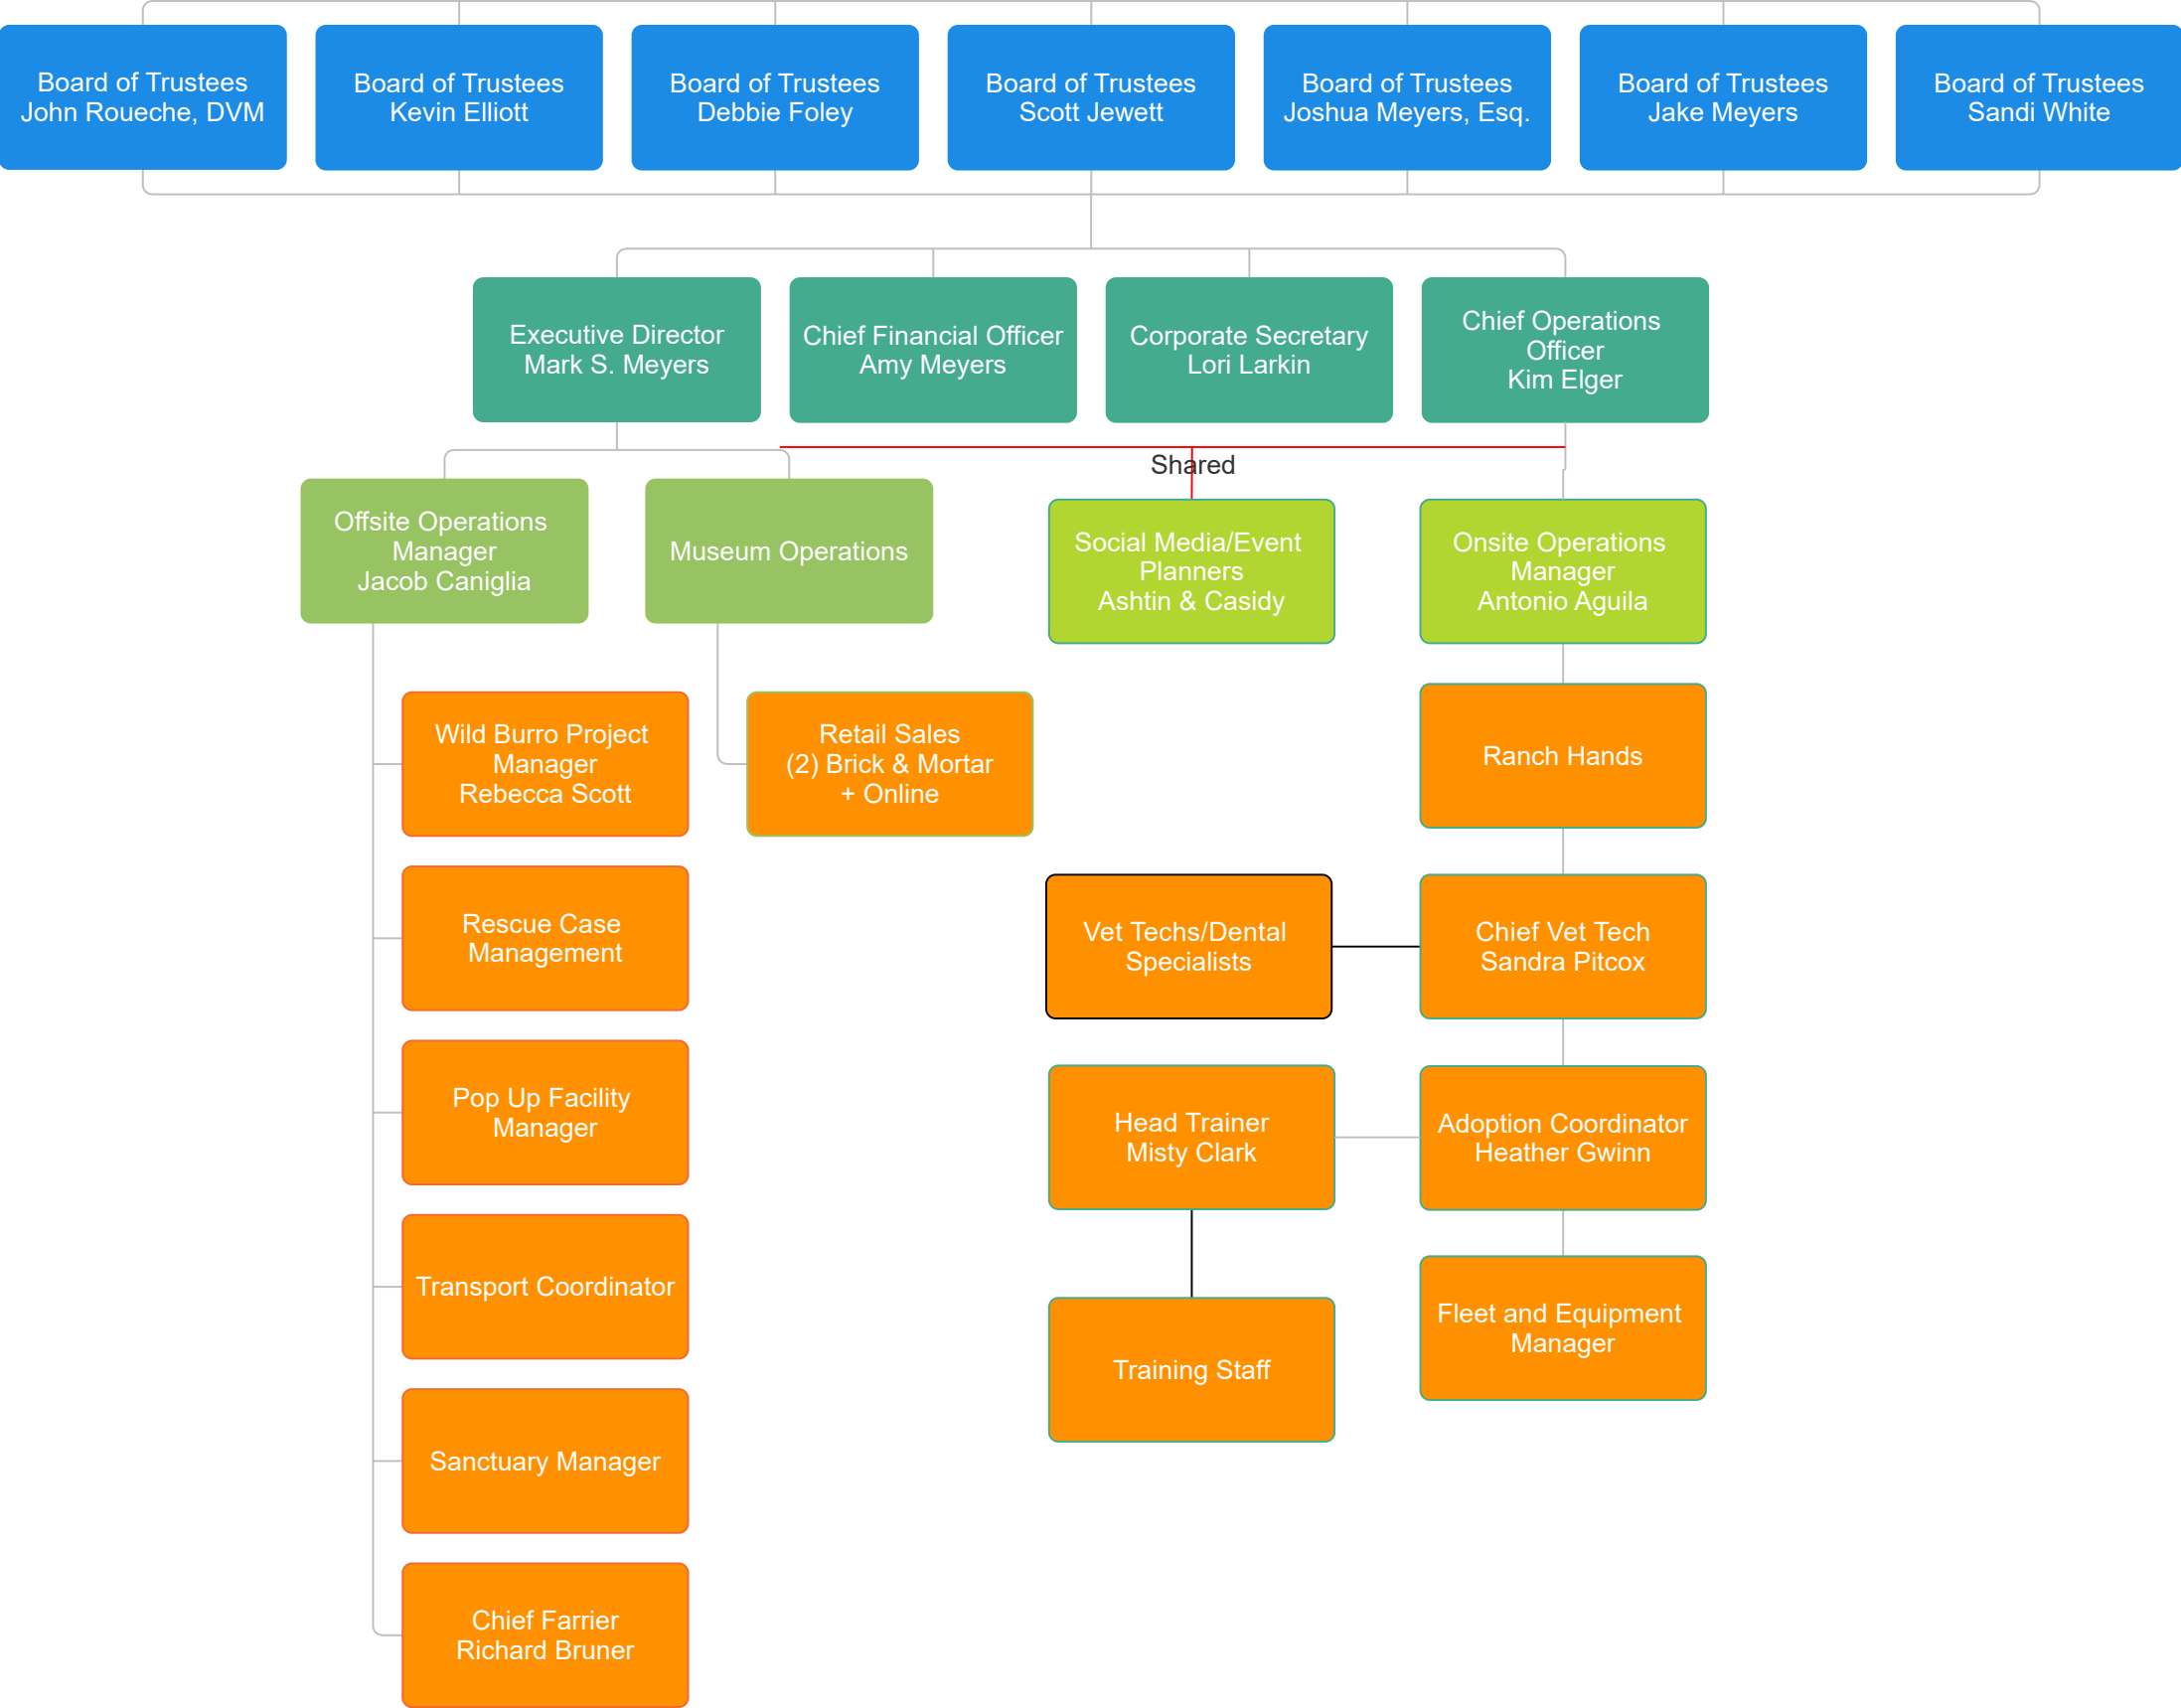 Board of Trustees
John Roueche, DVM
Board of Trustees
Kevin Elliott
Board of Trustees
Debbie Foley
Board of Trustees
Scott Jewett
Board of Trustees
Joshua Meyers, Esq.
Board of Trustees
Jake Meyers
Board of Trustees
Sandi White
Executive Director
Mark S. Meyers
Chief Financial Officer
Amy Meyers
Corporate Secretary
Lori Larkin
Chief Operations
Officer
Kim Elger
Shared
Offsite Operations
Manager
Jacob Caniglia
Museum Operations
Social Media/Event
Planners
Ashtin & Casidy
Onsite Operations
Manager
Antonio Aguila
Wild Burro Project
Manager
Rebecca Scott
Retail Sales
(2) Brick & Mortar
+ Online
Ranch Hands
Rescue Case
Management
Vet Techs/Dental
Specialists
Chief Vet Tech
Sandra Pitcox
Pop Up Facility
Manager
Head Trainer
Misty Clark
Adoption Coordinator
Heather Gwinn
Transport Coordinator
Training Staff
Fleet and Equipment
Manager
Sanctuary Manager
Chief Farrier
Richard Bruner